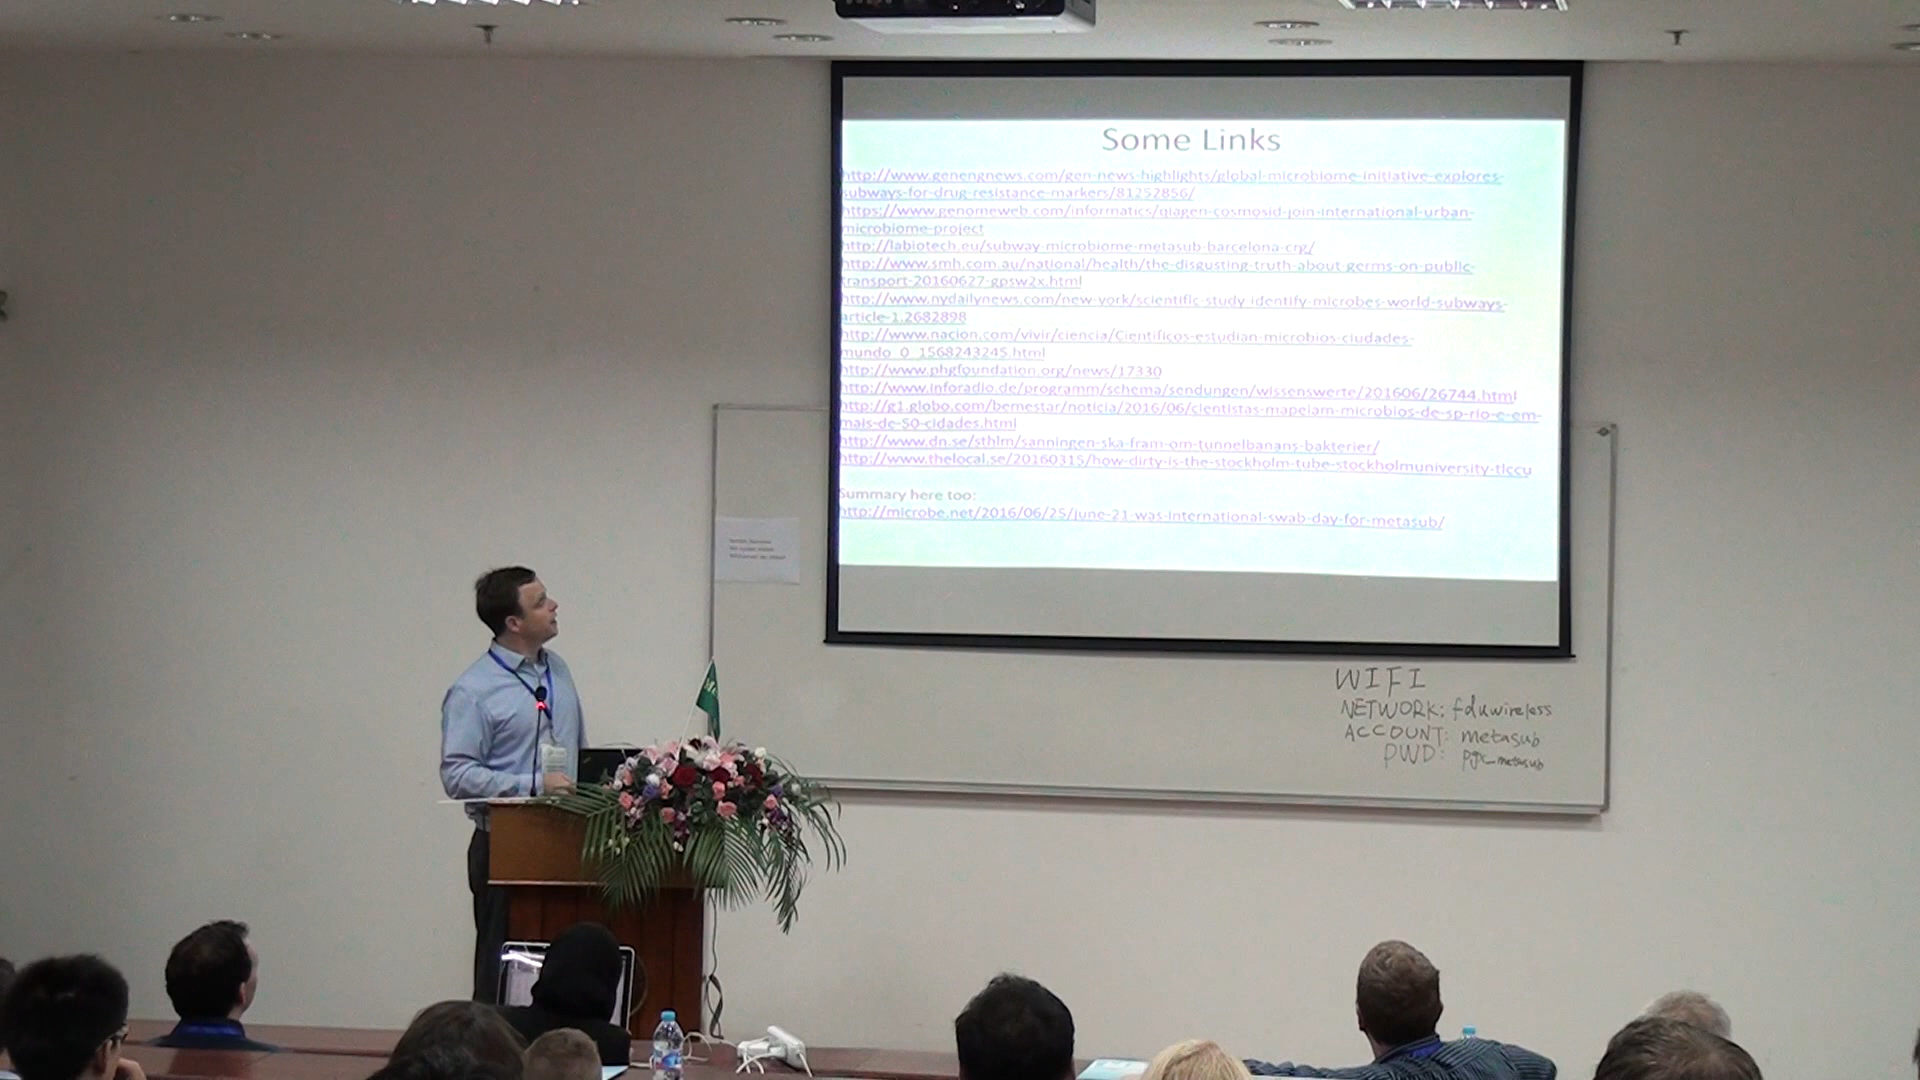 Some Links
http://www.genengnews.com/gen-news-highlights/global-microbiome-initiative-explores-
subways-for-drug-resistance-markers/81252856/
https://www.genomeweb.com/informatics/qiagen-cosmosid-join-international-urban-
microbiome-project
http://labiotech.eu/subway-microbiome-metasub-barcelona-crg/
http://www.smh.com.au/national/health/the-disgusting-truth-about-germs-on-public-
transport-20160627-gpsw2x.html
http://www.nydailynews.com/new-york/scientific-study-identify-microbes-world-subways-
article-1.2682898
http://www.nacion.com/vivir/ciencia/Cientificos-estudian-microbios-ciudades-
mundo_0_1568243245.html
http://www.phgfoundation.org/news/17330
http://www.inforadio.de/programm/schema/sendungen/wissenswerte/201606/26744.html
http://g1.globo.com/bemestar/noticia/2016/06/cientistas-mapeiam-microbios-de-sp-rio-e-em-
mais-de-50-cidades.html
http://www.dn.se/sthlm/sanningen-ska-fram-om-tunnelbanans-bakterier/
http://www.thelocal.se/20160315/how-dirty-is-the-stockholm-tube-stockholmuniversity-tlccu
Summary here too:
http://microbe.net/2016/06/25/june-21-was-international-swab-day-for-metasub/
WIFI
NETWORK: fduwireless
ACCOUNT: metasub
PWD: pgx_metasub